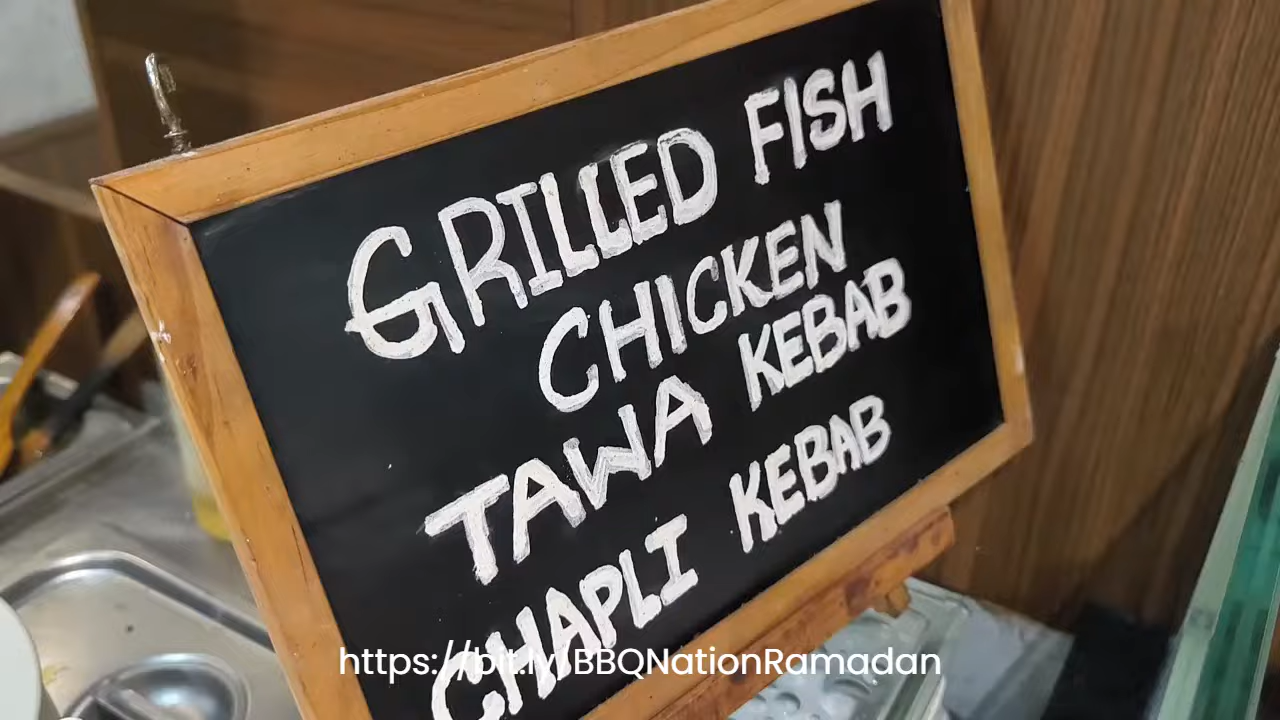 GRILLED FISH
CHICKEN
TAWA KEBAB
CHAPLI KEBAB
https://bit.ly/BBQNationRamadan